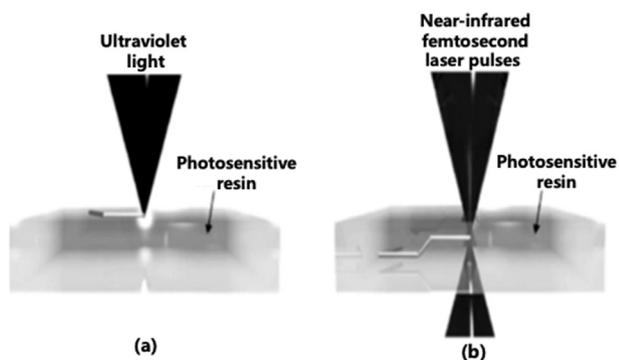 Ultraviolet
light
Photosensitive
resin
(a)
Near-infrared
femtosecond
laser pulses
Photosensitive
resin
(b)